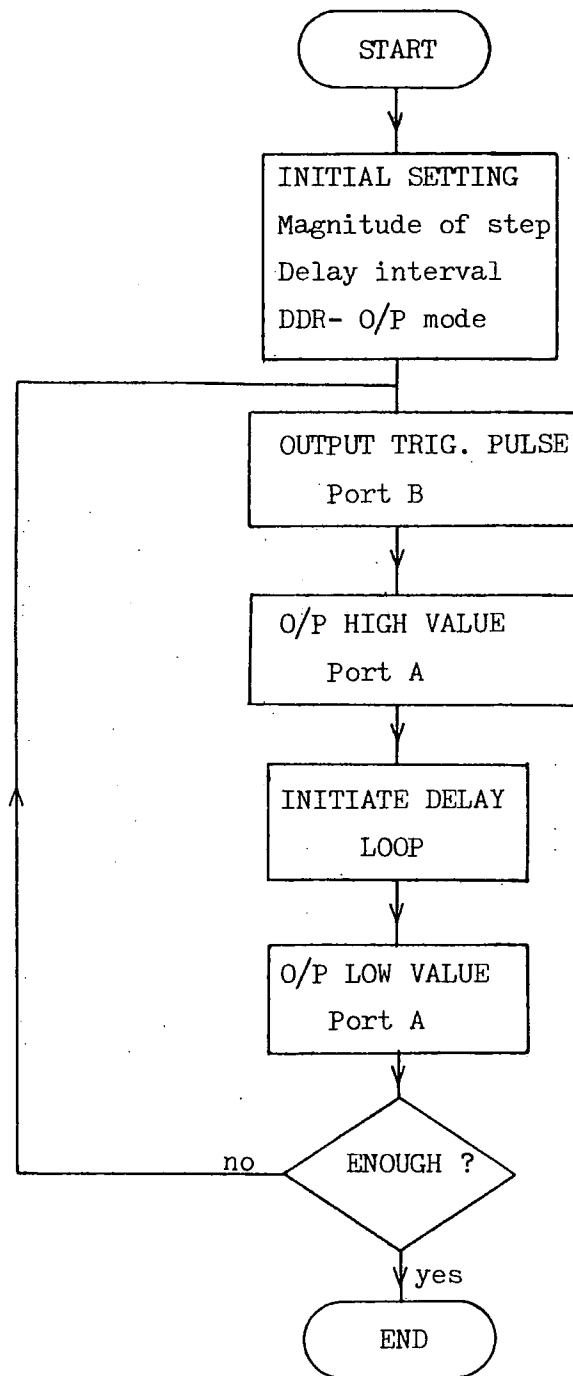 START
INITIAL SETTING
Magnitude of step
Delay interval
DDR- O/P mode
OUTPUT TRIG. PULSE
Port B
O/P HIGH VALUE
Port A
INITIATE DELAY
LOOP
O/P LOW VALUE
Port A
ENOUGH ?
no
yes
END